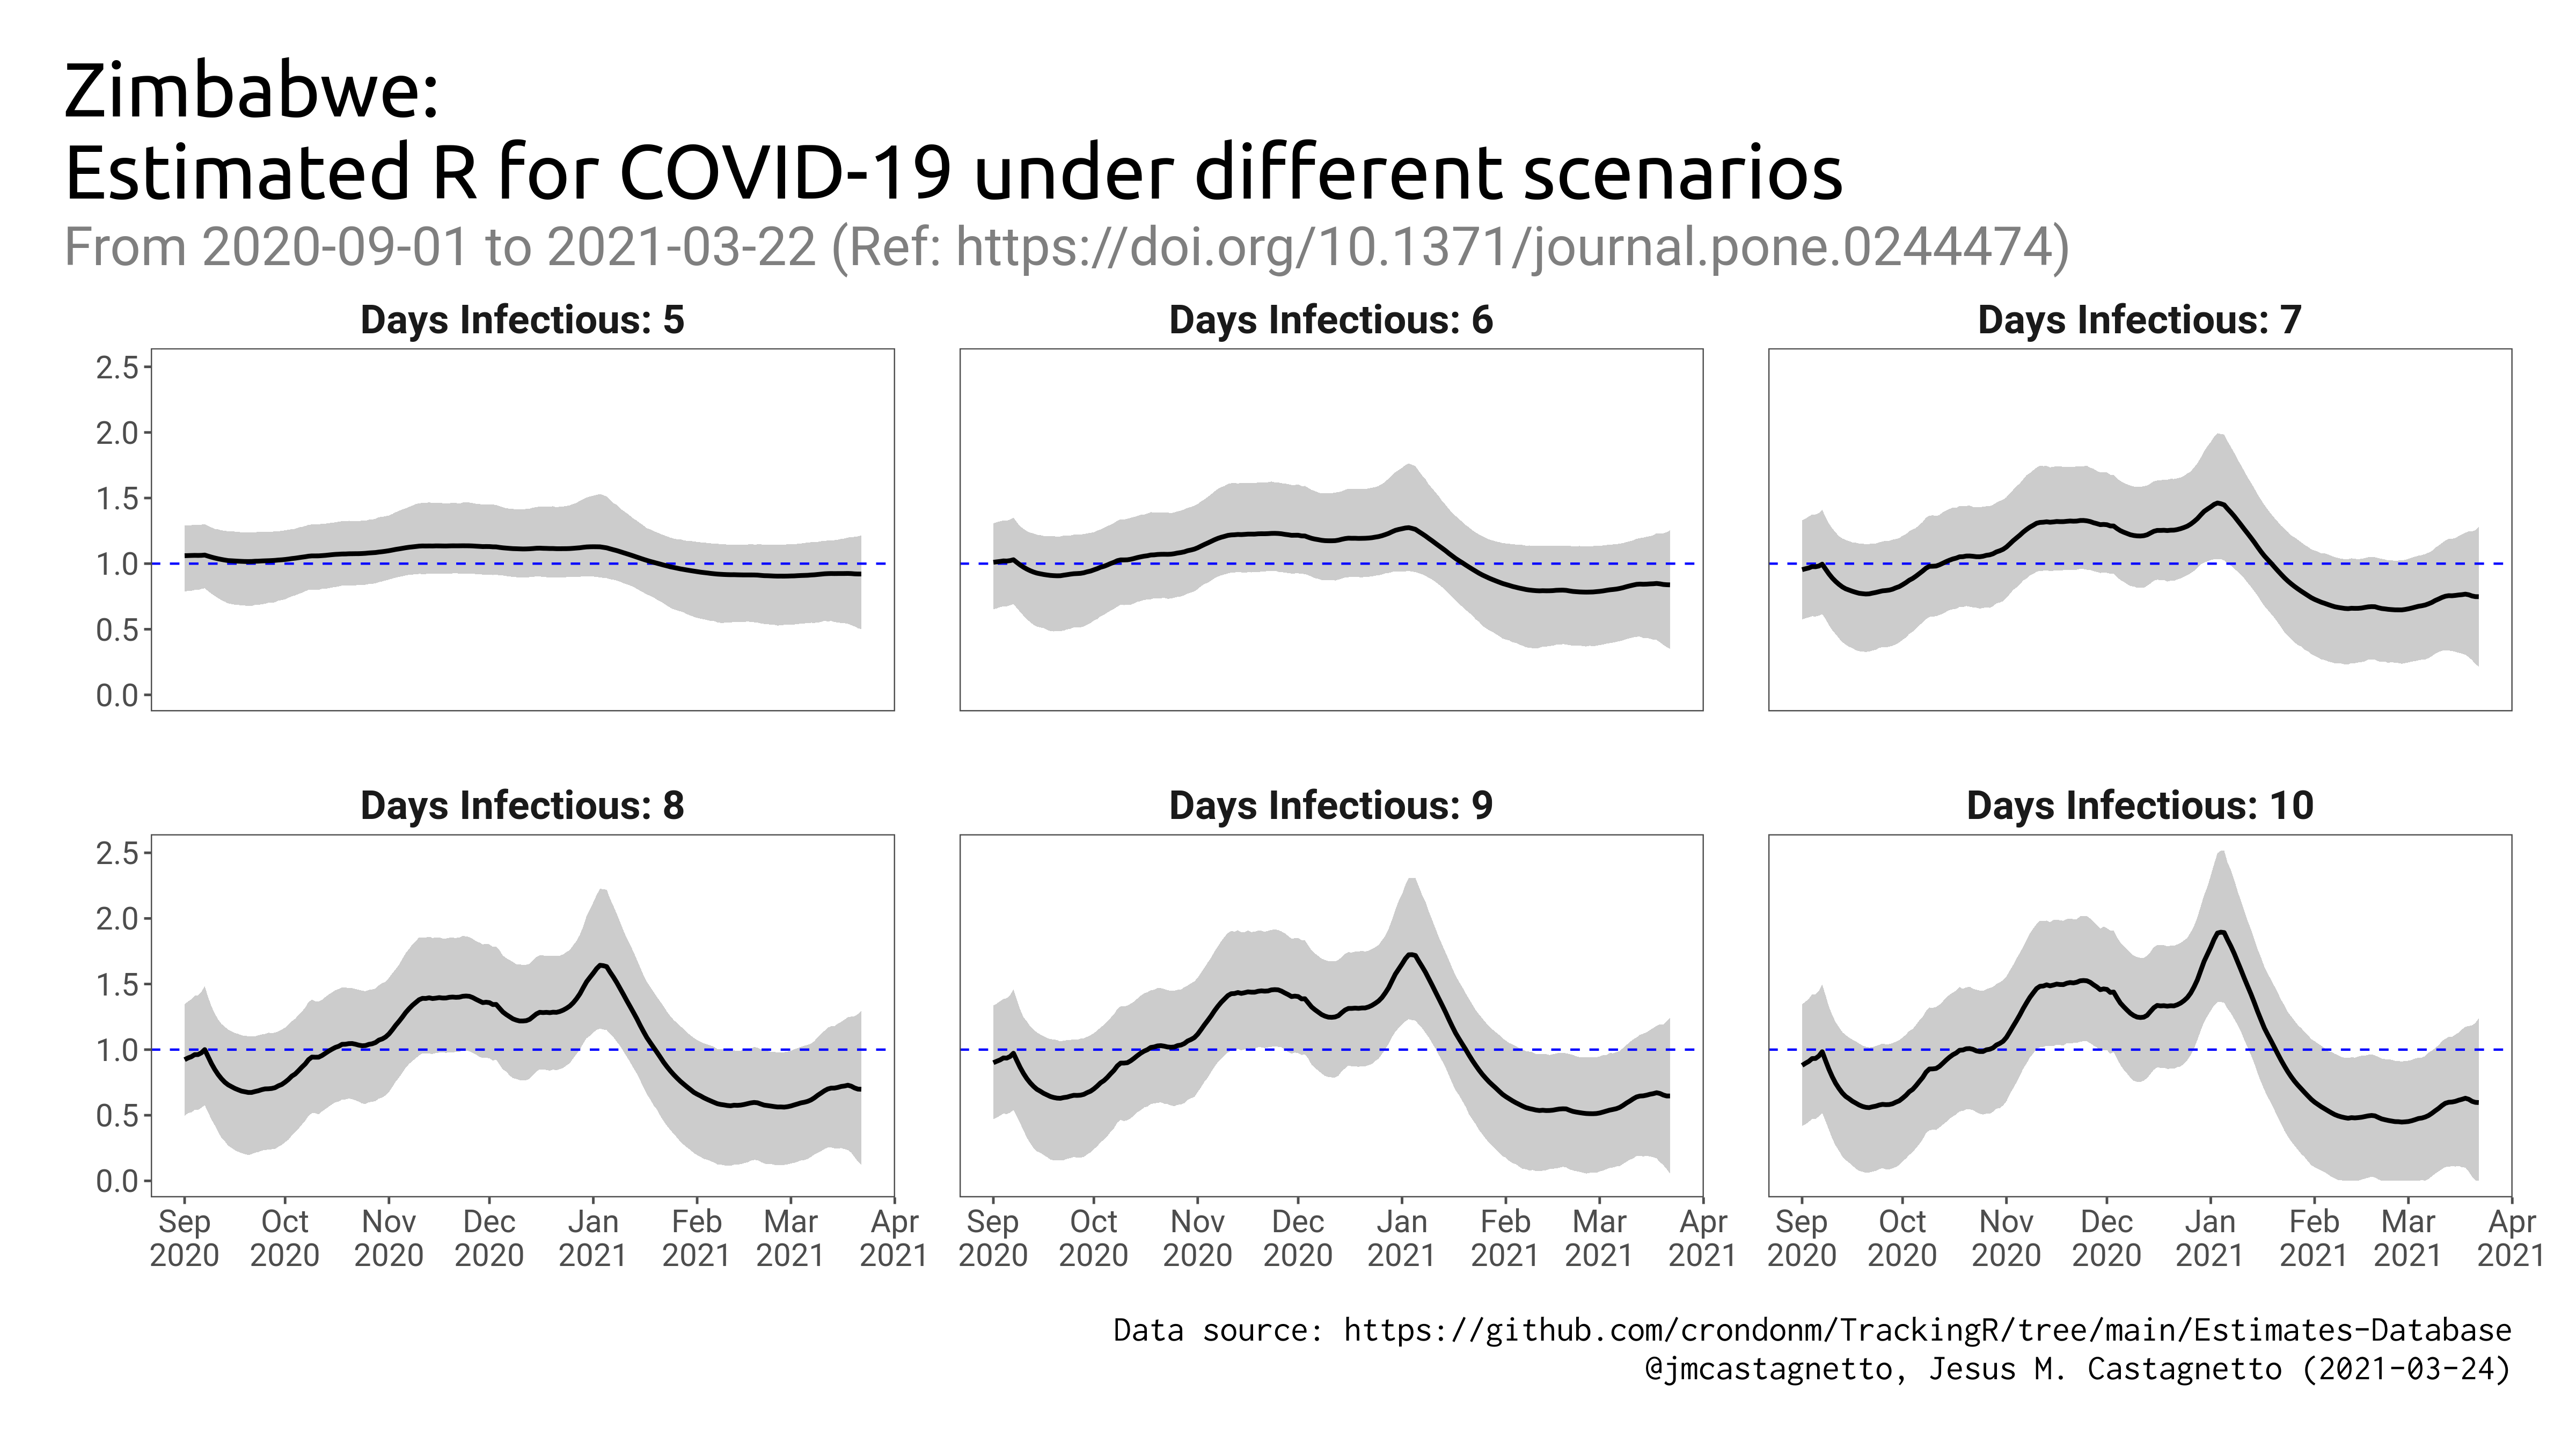 Zimbabwe:
Estimated R for COVID-19 under different scenarios
From 2020-09-01 to 2021-03-22 (Ref: https://doi.org/10.1371/journal.pone.0244474)
Days Infectious: 5
Days Infectious: 6
Days Infectious: 7
2.5
2.0
1.5
1.0
0.5
0.0
Days Infectious: 8
Days Infectious: 9
Days Infectious: 10
2.5
2.0
1.5
1.0
0.5
0.0
Sep Oct Nov Dec Jan Feb Mar Apr
2020 2020 2020 2020 2021 2021 2021 2021
Sep Oct Nov Dec Jan Feb Mar Apr
2020 2020 2020 2020 2021 2021 2021 2021
Sep Oct Nov Dec Jan Feb Mar Apr
2020 2020 2020 2020 2021 2021 2021 2021
Data source: https://github.com/crondonm/TrackingR/tree/main/Estimates-Database
@jmcastagnetto, Jesus M. Castagnetto (2021-03-24)